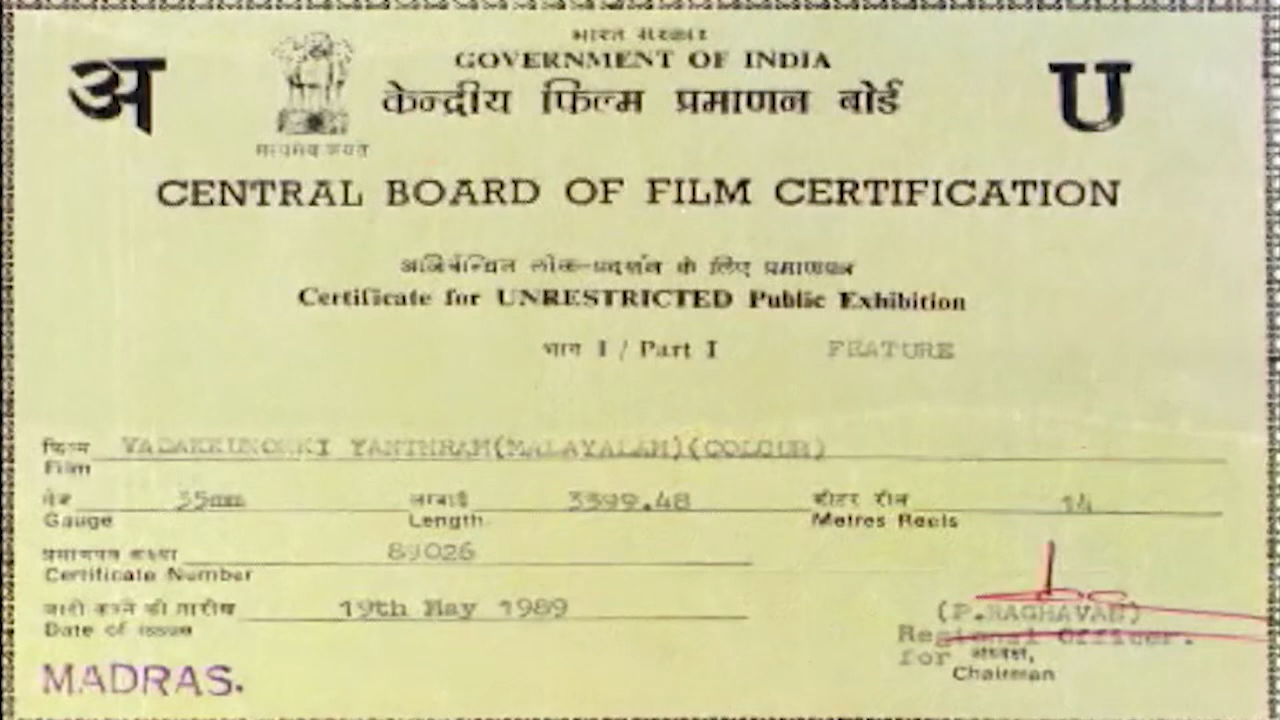 भारत सरकार
GOVERNMENT OF INDIA
अ केन्द्रीय फिल्म प्रमाणन बोर्ड U
सत्यमेव जयते
CENTRAL BOARD OF FILM CERTIFICATION
अनिर्बन्धित लोक-प्रदर्शन के लिए प्रमाणपत्र
Certificate for UNRESTRICTED Public Exhibition
भाग I / Part I FEATURE
फिल्म VADAKKUNOKKI YANTHRAM(MALAYALAM)(COLOUR)
Film
गेज 35mm लम्बाई 3399.48 मीटर रील 14
Gauge Length Metres Reels
प्रमाणपत्र संख्या 89026
Certificate Number
जारी करने की तारीख 19th May 1989
Date of issue
(P.RAGHAVAN)
Regional Officer.
for अध्यक्ष,
Chairman
MADRAS.